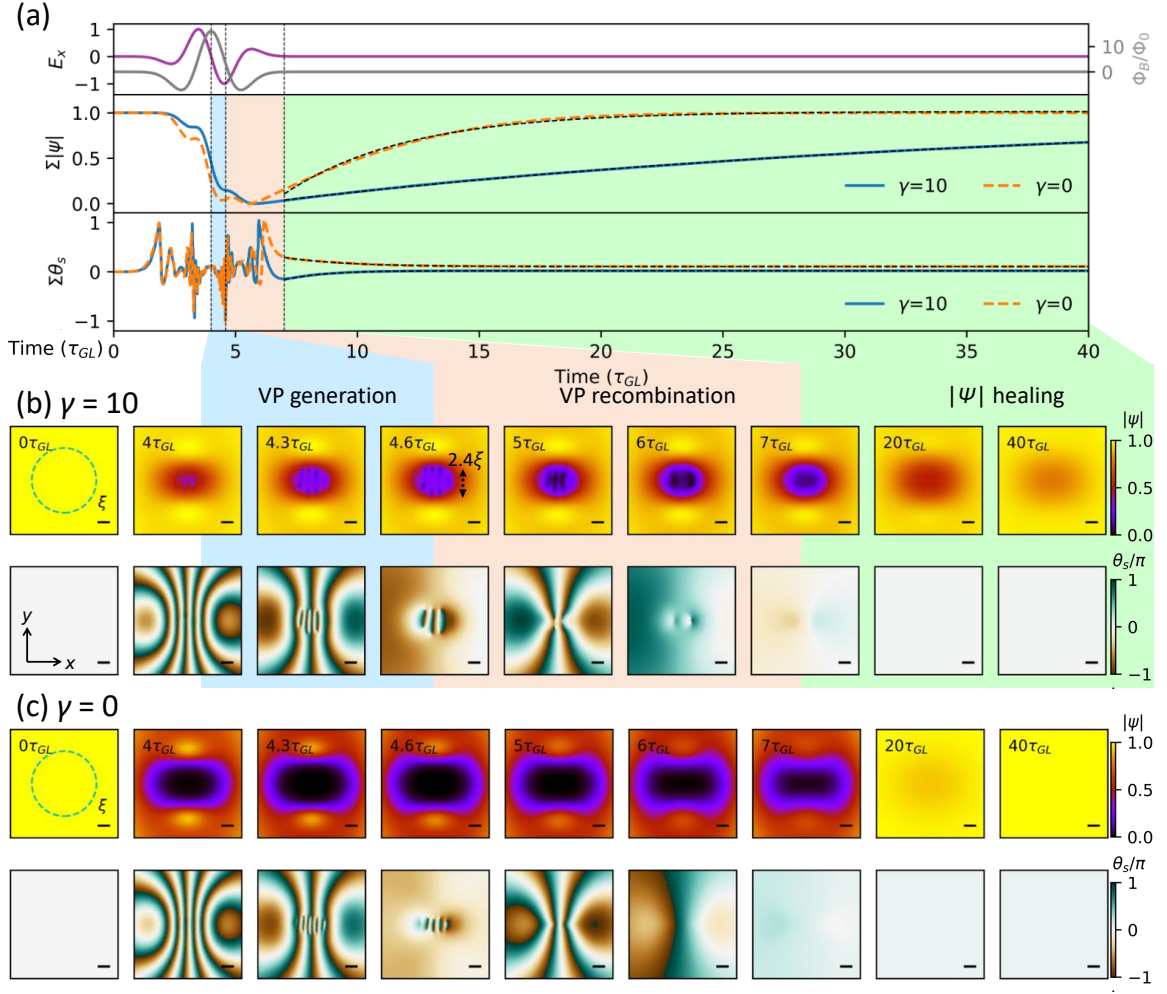 (a)
1
0
−1
E_x
10
0
Φ_B/Φ_0
1.0
0.5
0.0
Σ|ψ|
γ=10 γ=0
1
0
−1
Σθ_s
γ=10 γ=0
Time (τ_GL) 0 5 10 15 20 25 30 35 40
Time (τ_GL)
VP generation VP recombination |Ψ| healing
(b) γ = 10
|ψ|
0τ_GL 4τ_GL 4.3τ_GL 4.6τ_GL 5τ_GL 6τ_GL 7τ_GL 20τ_GL 40τ_GL 1.0
2.4ξ
0.5
ξ
0.0
θ_s/π
1
y
0
x
−1
(c) γ = 0
|ψ|
0τ_GL 4τ_GL 4.3τ_GL 4.6τ_GL 5τ_GL 6τ_GL 7τ_GL 20τ_GL 40τ_GL 1.0
0.5
ξ
0.0
θ_s/π
1
0
−1